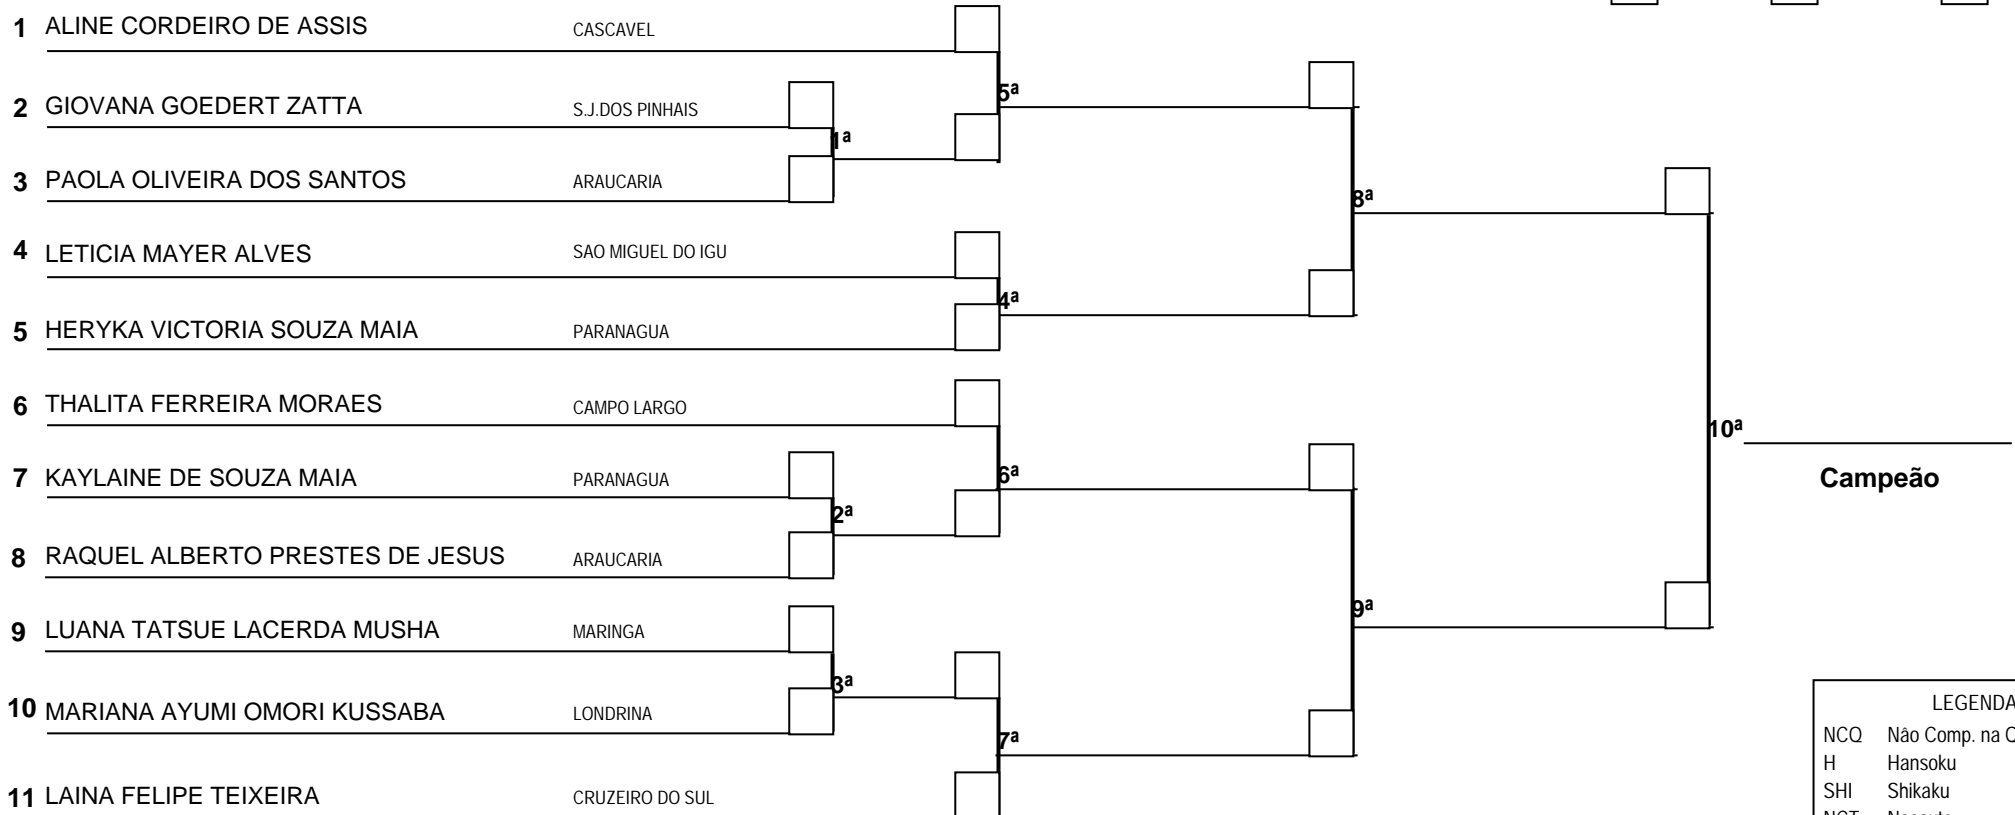 1 ALINE CORDEIRO DE ASSIS CASCAVEL
5ª
2 GIOVANA GOEDERT ZATTA S.J.DOS PINHAIS
1ª
3 PAOLA OLIVEIRA DOS SANTOS ARAUCARIA
8ª
4 LETICIA MAYER ALVES SAO MIGUEL DO IGU
4ª
5 HERYKA VICTORIA SOUZA MAIA PARANAGUA
6 THALITA FERREIRA MORAES CAMPO LARGO
10ª
7 KAYLAINE DE SOUZA MAIA PARANAGUA
6ª
Campeão
2ª
8 RAQUEL ALBERTO PRESTES DE JESUS ARAUCARIA
9ª
9 LUANA TATSUE LACERDA MUSHA MARINGA
3ª
10 MARIANA AYUMI OMORI KUSSABA LONDRINA
7ª
11 LAINA FELIPE TEIXEIRA CRUZEIRO DO SUL
LEGENDA
NCQ Não Comp. na Q
H Hansoku
SHI Shikaku